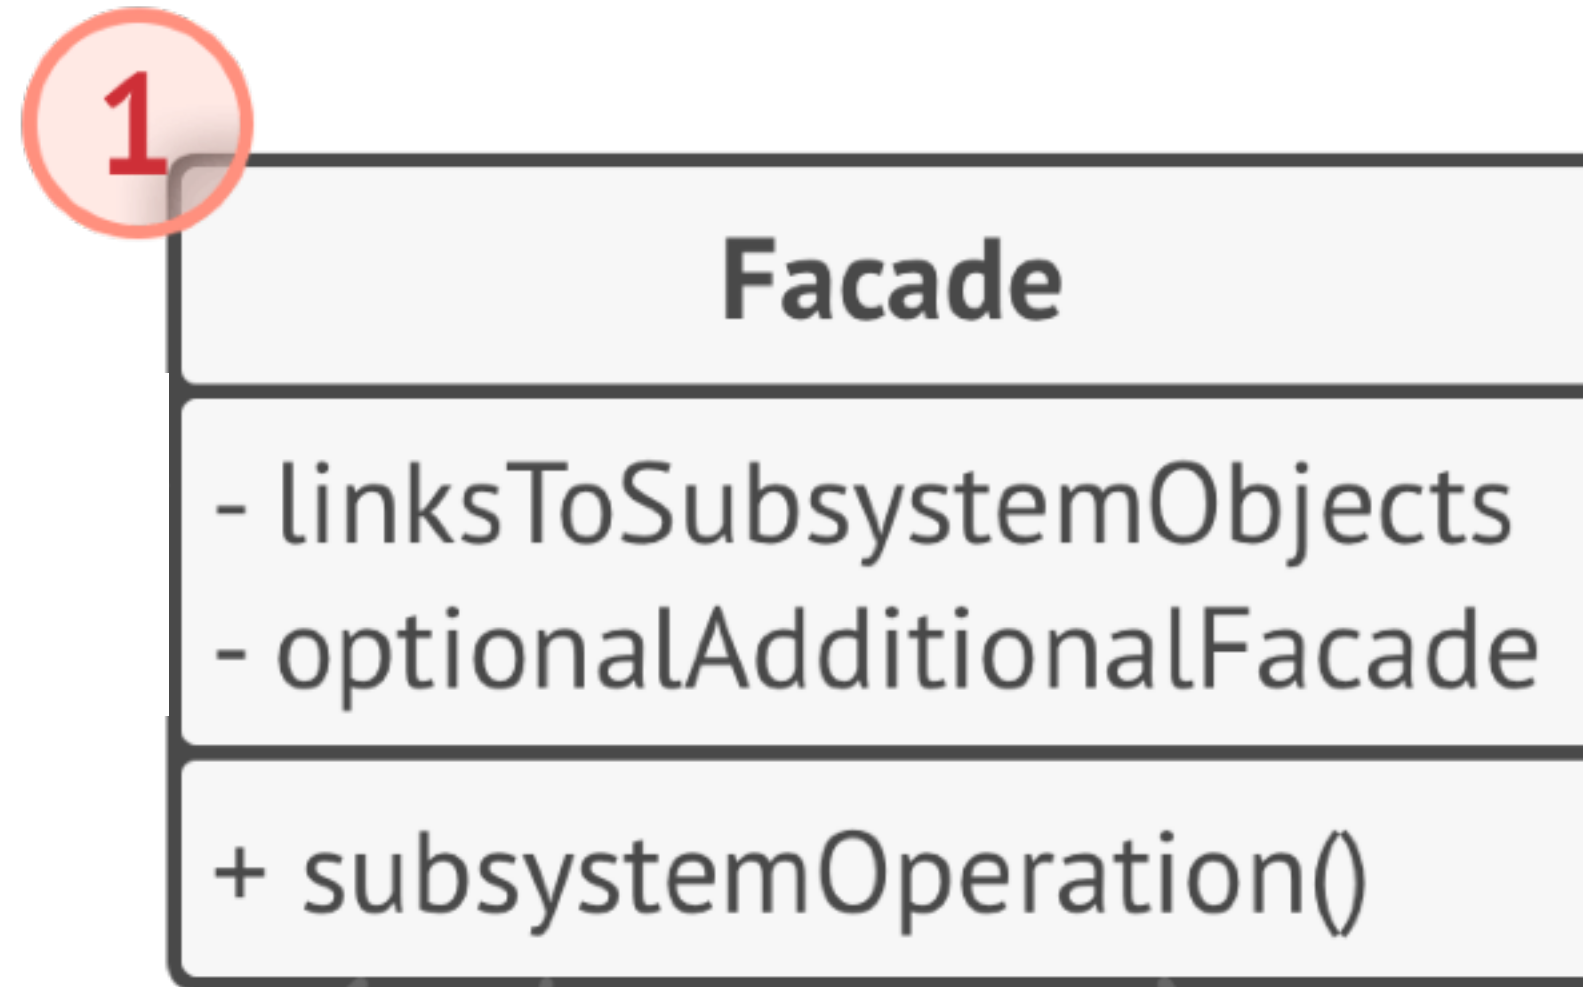 1
Facade
- linksToSubsystemObjects
- optionalAdditionalFacade
+ subsystemOperation()